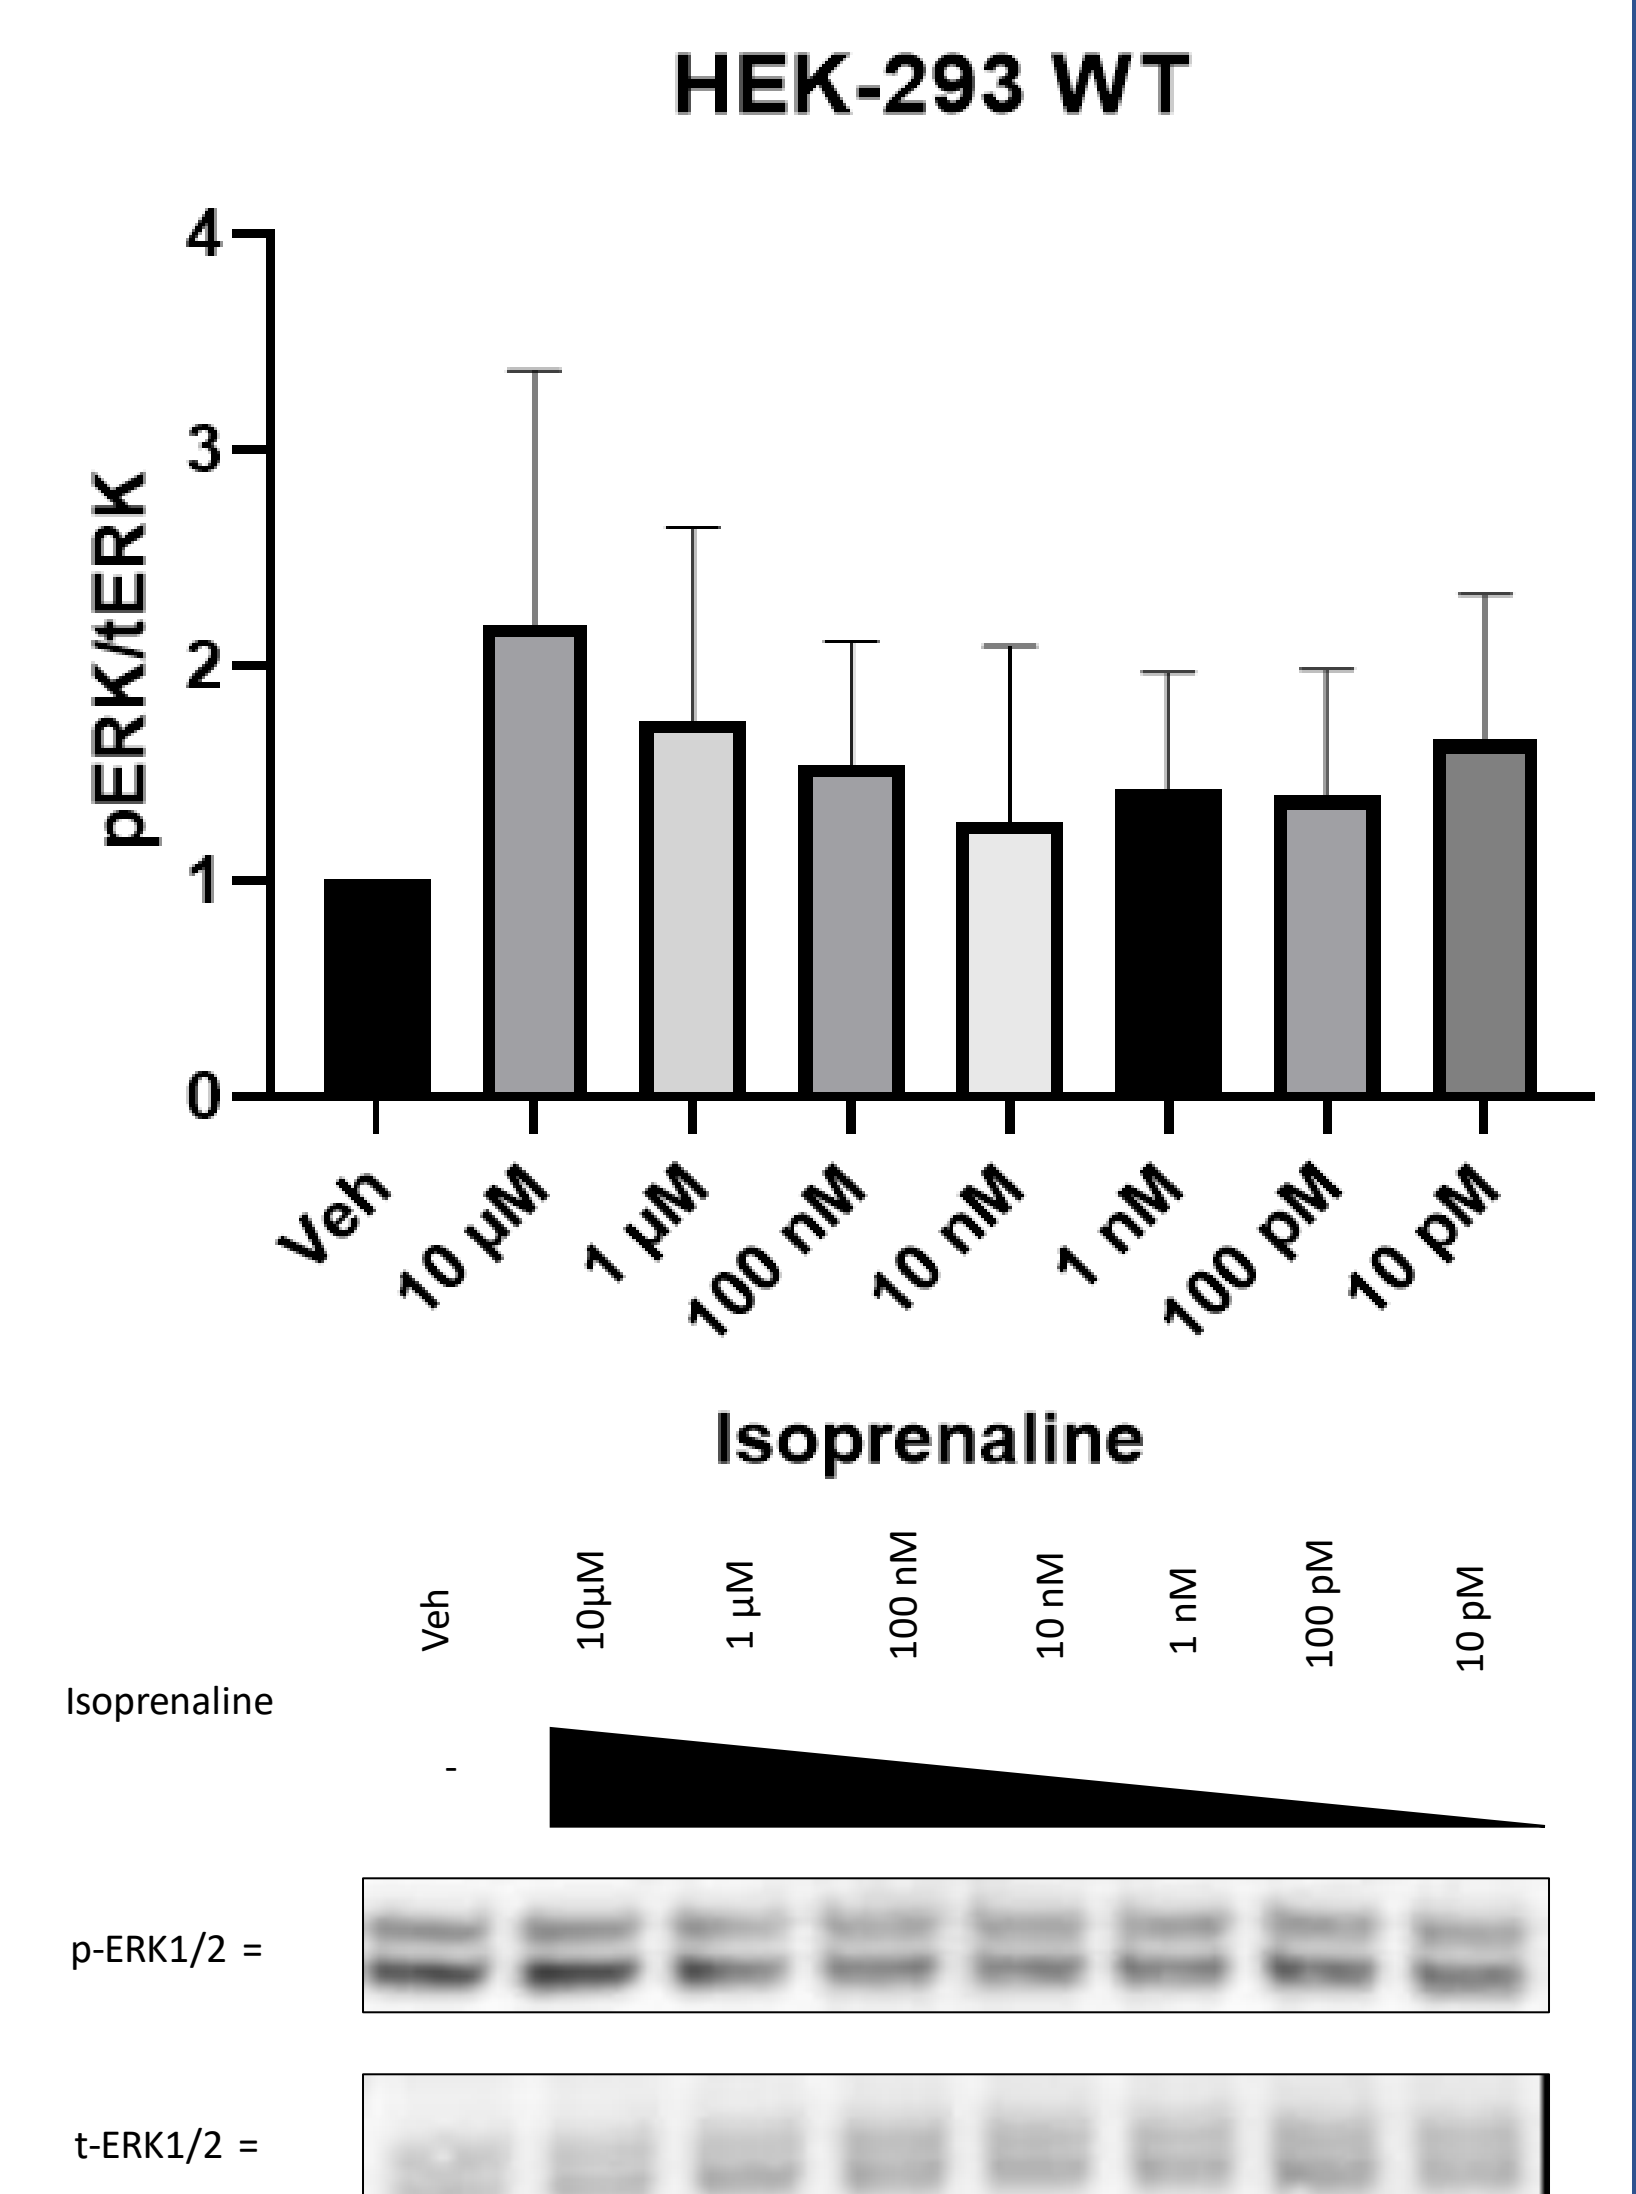 HEK-293 WT
4
3
2
1
0
pERK/tERK
Veh
10 µM
1 µM
100 nM
10 nM
1 nM
100 pM
10 pM
Isoprenaline
Veh
10µM
1 µM
100 nM
10 nM
1 nM
100 pM
10 pM
Isoprenaline
-
p-ERK1/2 =
t-ERK1/2 =